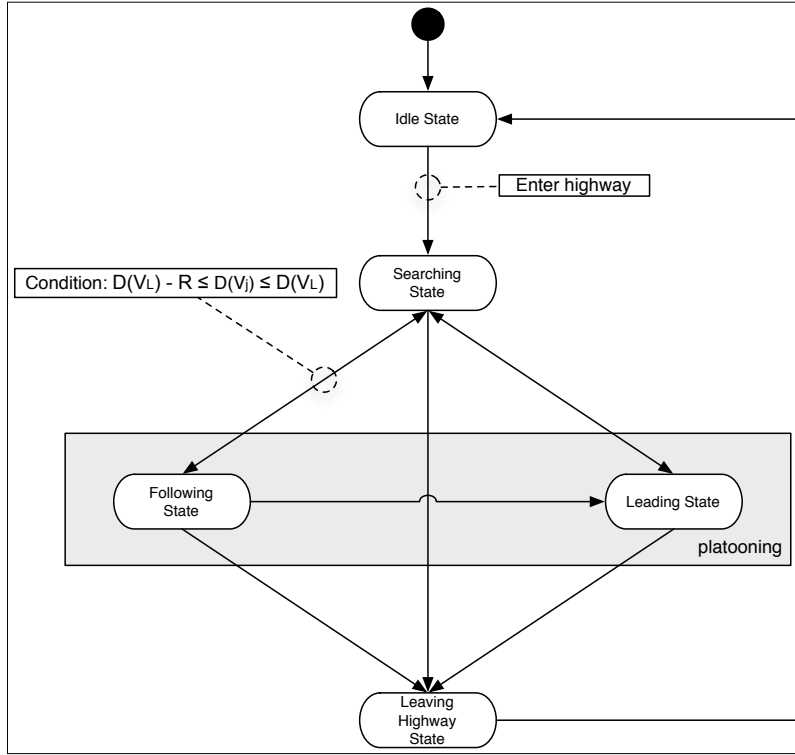 Idle State
Enter highway
Searching
State
Condition: D(VL) - R ≤ D(Vj) ≤ D(VL)
Following
State
Leading State
platooning
Leaving
Highway
State